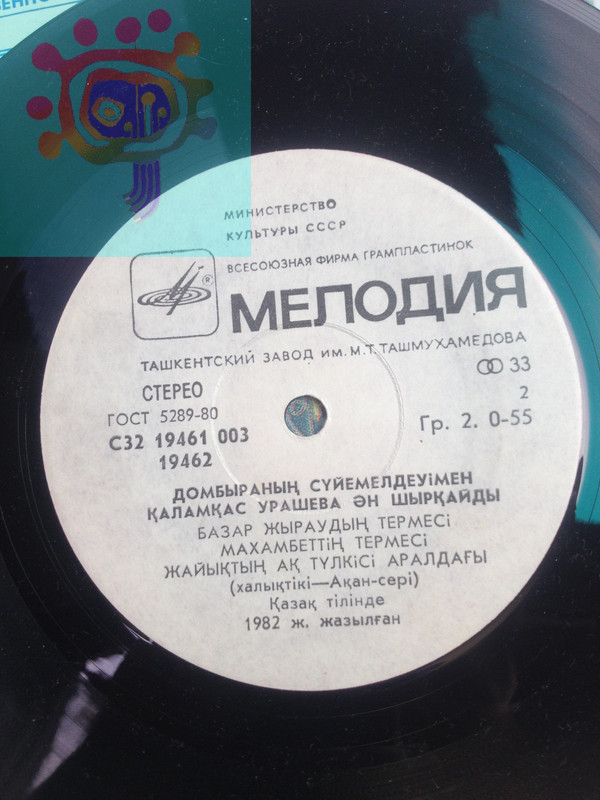 МИНИСТЕРСТВО
КУЛЬТУРЫ СССР
ВСЕСОЮЗНАЯ ФИРМА ГРАМПЛАСТИНОК
® МЕЛОДИЯ
ТАШКЕНТСКИЙ ЗАВОД ИМ. М. Т. ТАШМУХАМЕДОВА
СТЕРЕО 33
ГОСТ 5289-80 2
С32 19461 003 Гр. 2. 0-55
19462
ДОМБЫРАНЫҢ СҮЙЕМЕЛДЕУІМЕН
ҚАЛАМҚАС УРАШЕВА ӘН ШЫРҚАЙДЫ
БАЗАР ЖЫРАУДЫҢ ТЕРМЕСІ
МАХАМБЕТТІҢ ТЕРМЕСІ
ЖАЙЫҚТЫҢ АҚ ТҮЛКІСІ АРАЛДАҒЫ
(халықтікі—Ақан-сері)
Қазақ тілінде
1982 ж. жазылған